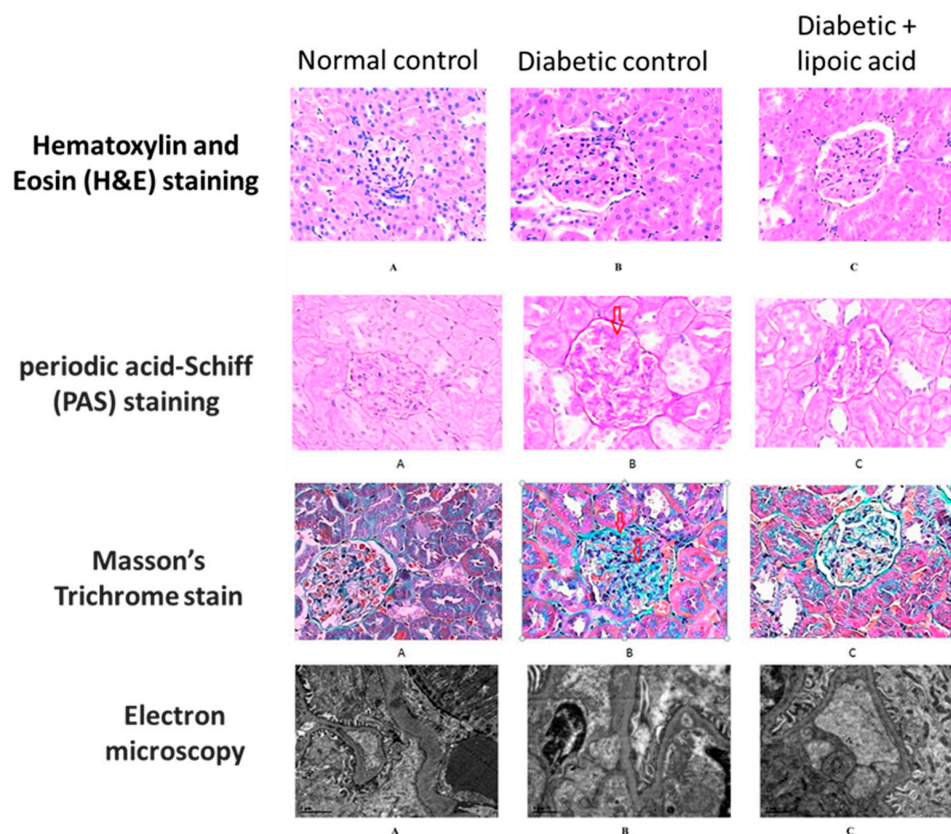 Normal control
Diabetic control
Diabetic +
lipoic acid
Hematoxylin and
Eosin (H&E) staining
A
B
C
periodic acid-Schiff
(PAS) staining
A
B
C
Masson's
Trichrome stain
A
B
C
Electron
microscopy
A
B
C